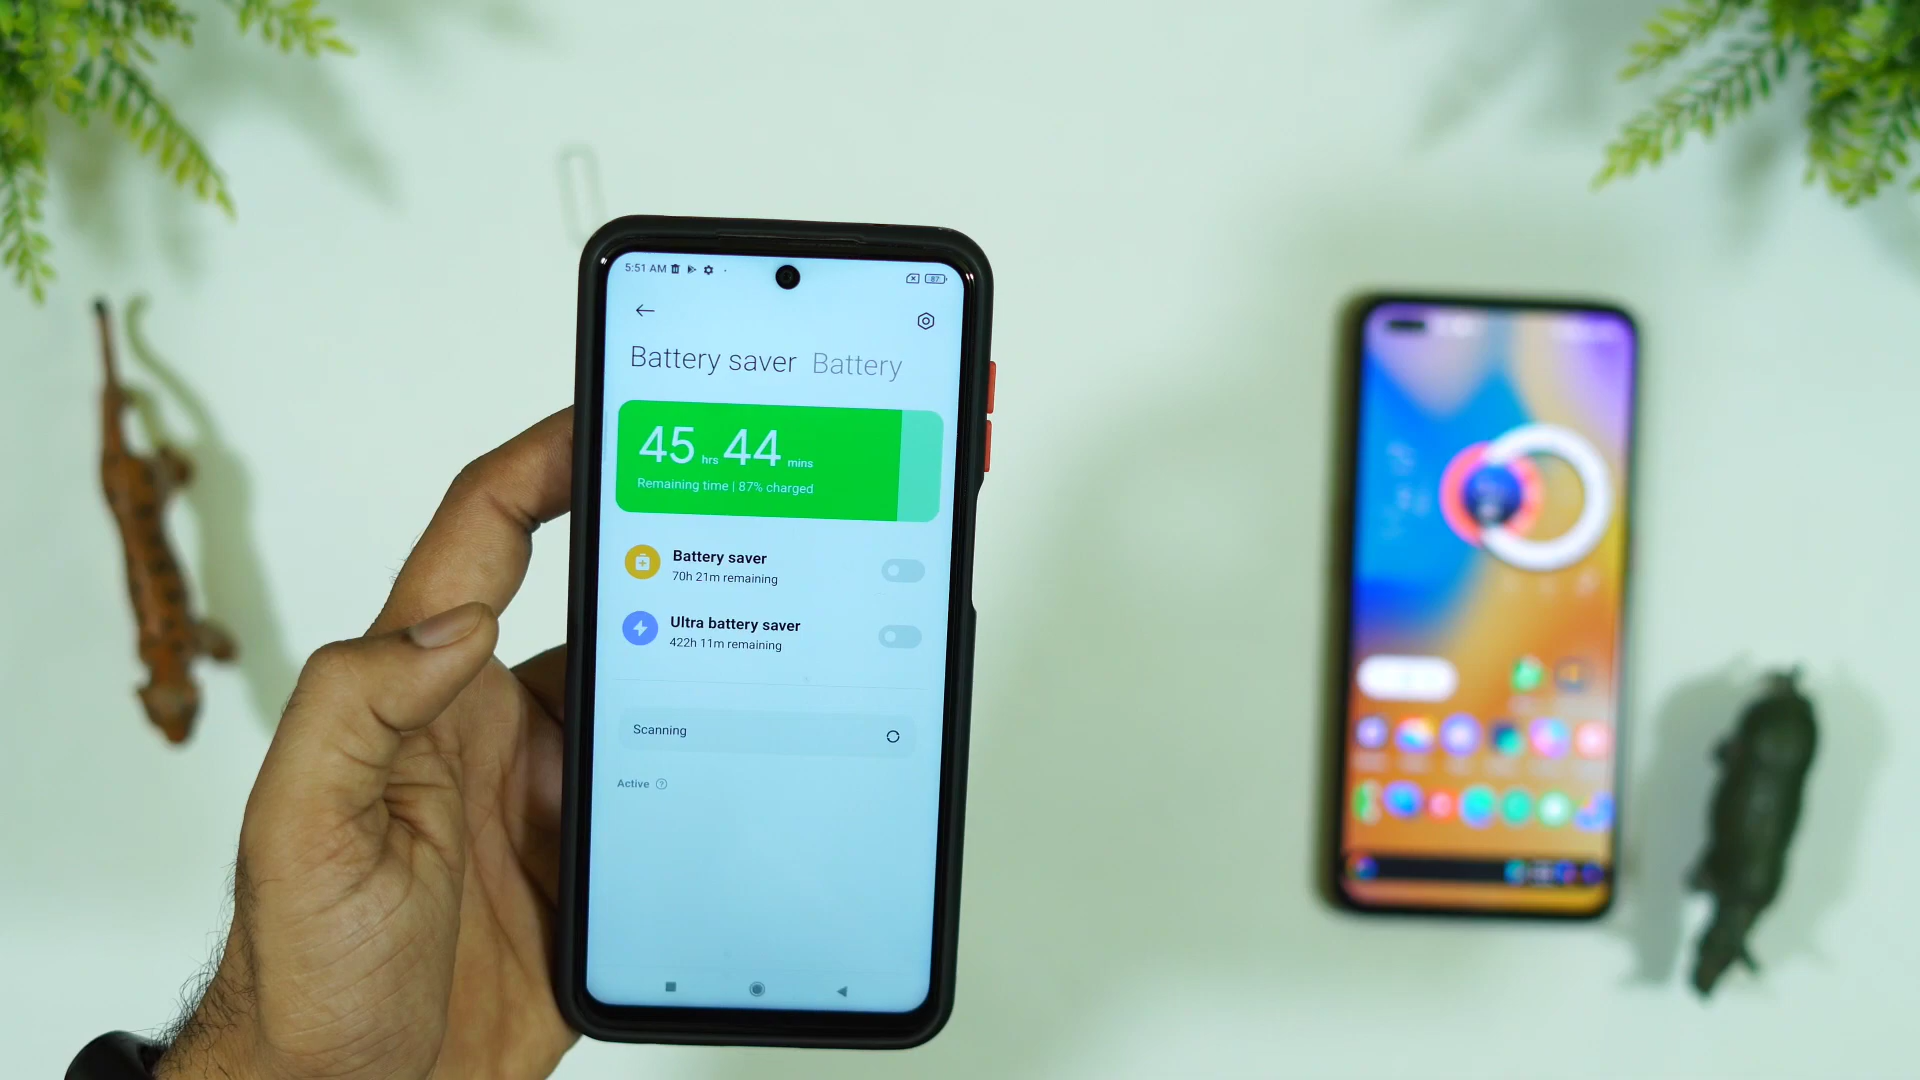 5:51 AM 87
Battery saver Battery
45 hrs 44 mins
Remaining time | 87% charged
Battery saver
70h 21m remaining
Ultra battery saver
422h 11m remaining
Scanning
Active ?